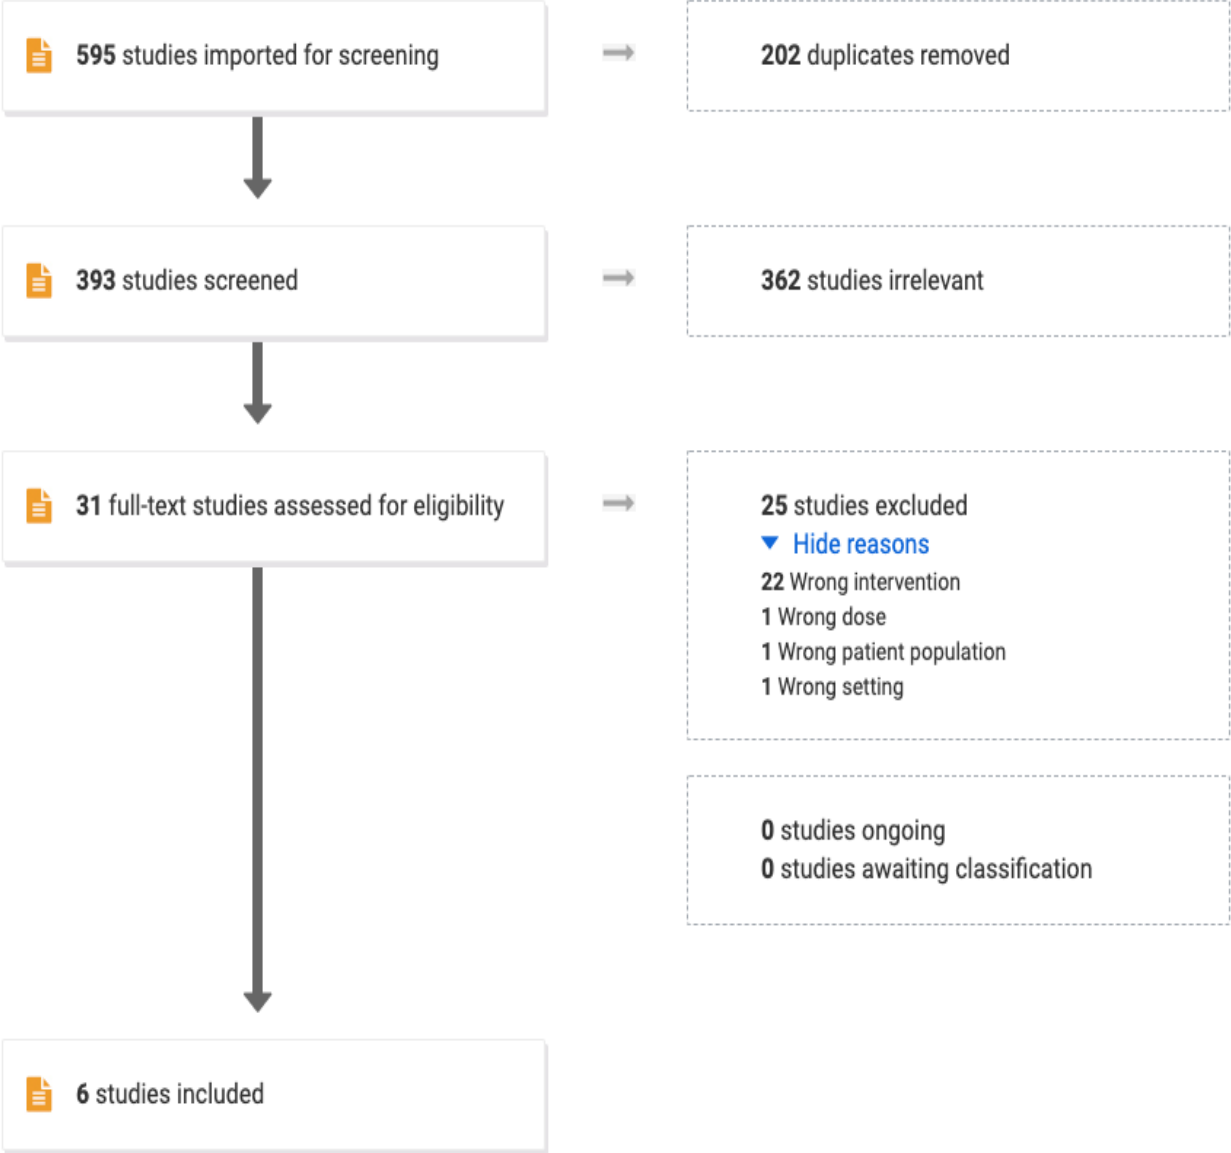 595 studies imported for screening
202 duplicates removed
393 studies screened
362 studies irrelevant
31 full-text studies assessed for eligibility
25 studies excluded
Hide reasons
22 Wrong intervention
1 Wrong dose
1 Wrong patient population
1 Wrong setting
0 studies ongoing
0 studies awaiting classification
6 studies included